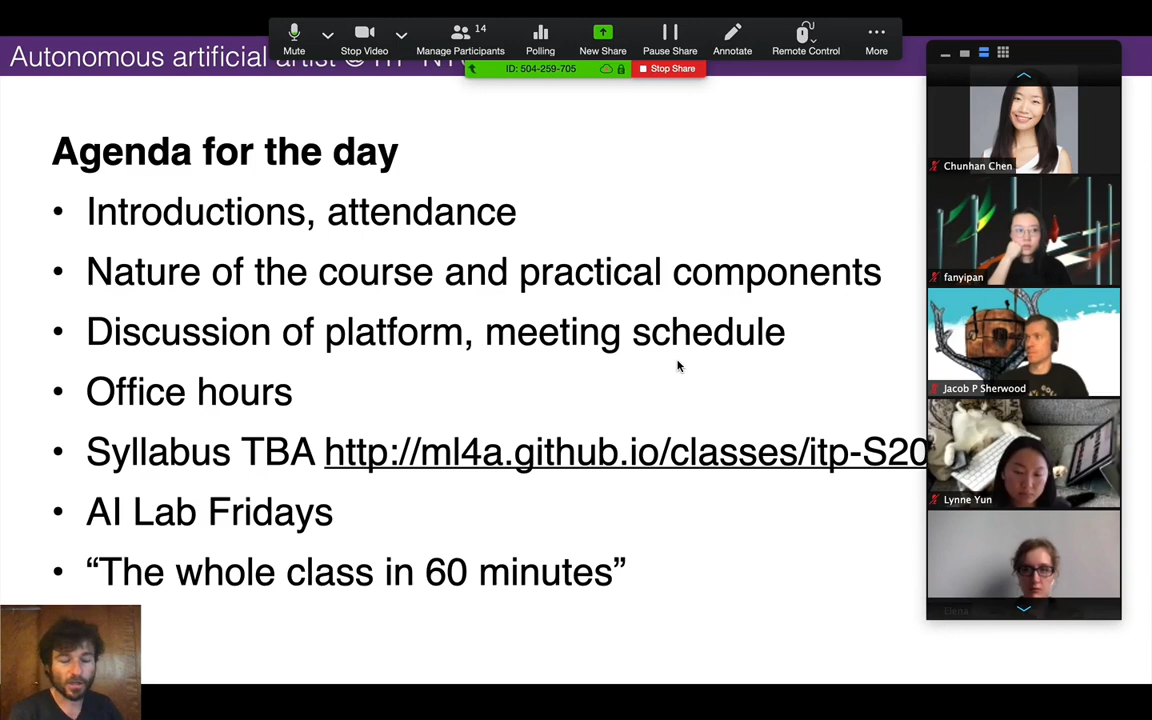 14
Mute
Stop Video
Manage Participants
Polling
New Share
Pause Share
Annotate
Remote Control
More
Autonomous artificial
ID: 504-259-705
Stop Share
Agenda for the day
• Introductions, attendance
• Nature of the course and practical components
• Discussion of platform, meeting schedule
• Office hours
• Syllabus TBA http://ml4a.github.io/classes/itp-S20
• AI Lab Fridays
• “The whole class in 60 minutes”
Chunhan Chen
fanyipan
Jacob P Sherwood
Lynne Yun
Elena